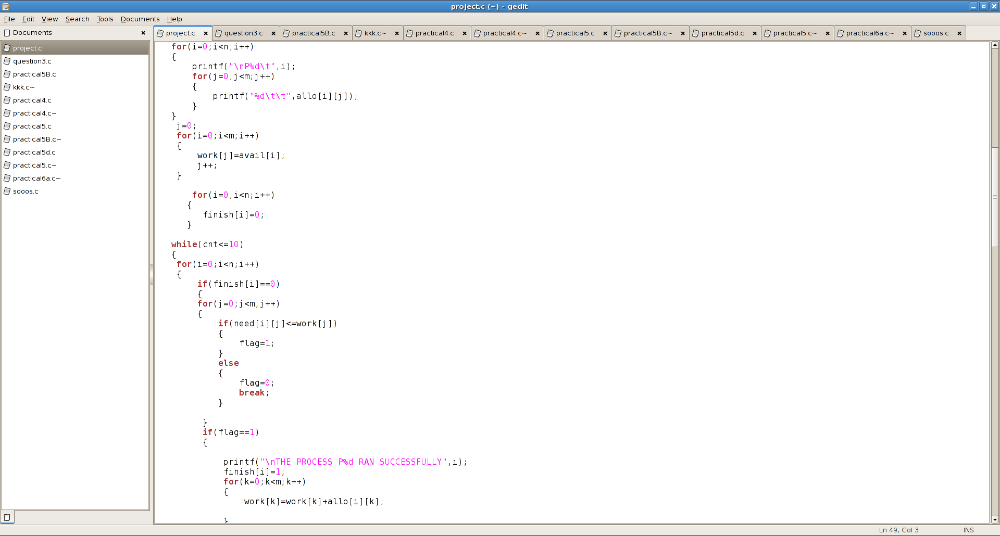 project.c (~) - gedit
File Edit View Search Tools Documents Help
Documents
project.c question3.c practical5B.c kkk.c~ practical4.c practical4.c~ practical5.c practical5B.c~ practical5d.c practical5.c~ practical6a.c~ sooos.c
project.c
question3.c
practical5B.c
kkk.c~
practical4.c
practical4.c~
practical5.c
practical5B.c~
practical5d.c
practical5.c~
practical6a.c~
sooos.c
for(i=0;i<n;i++)
{
printf("\nP%d\t",i);
for(j=0;j<m;j++)
{
printf("%d\t\t",allo[i][j]);
}
}
j=0;
for(i=0;i<m;i++)
{
work[j]=avail[i];
j++;
}
for(i=0;i<n;i++)
{
finish[i]=0;
}
while(cnt<=10)
{
for(i=0;i<n;i++)
{
if(finish[i]==0)
{
for(j=0;j<m;j++)
{
if(need[i][j]<=work[j])
{
flag=1;
}
else
{
flag=0;
break;
}
}
if(flag==1)
{
printf("\nTHE PROCESS P%d RAN SUCCESSFULLY",i);
finish[i]=1;
for(k=0;k<m;k++)
{
work[k]=work[k]+allo[i][k];
}
Ln 49, Col 3 INS